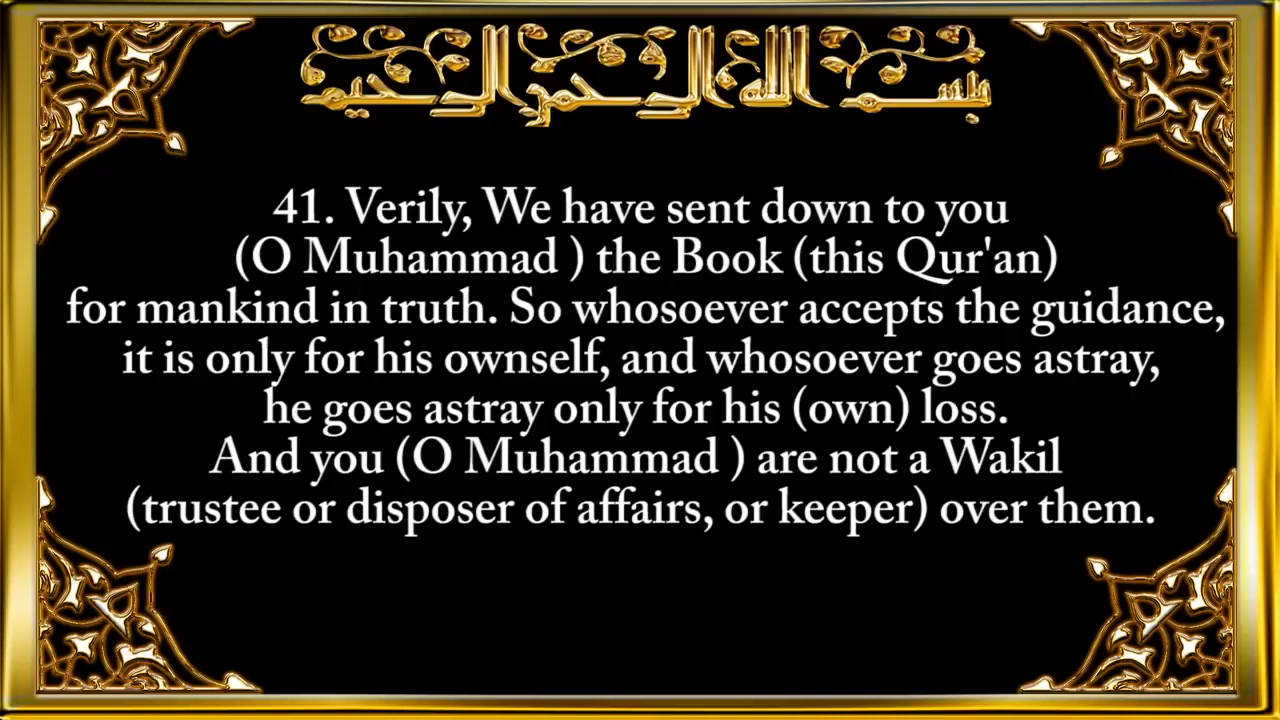 بسم الله الرحمن الرحيم
41. Verily, We have sent down to you
(O Muhammad ) the Book (this Qur'an)
for mankind in truth. So whosoever accepts the guidance,
it is only for his ownself, and whosoever goes astray,
he goes astray only for his (own) loss.
And you (O Muhammad ) are not a Wakil
(trustee or disposer of affairs, or keeper) over them.